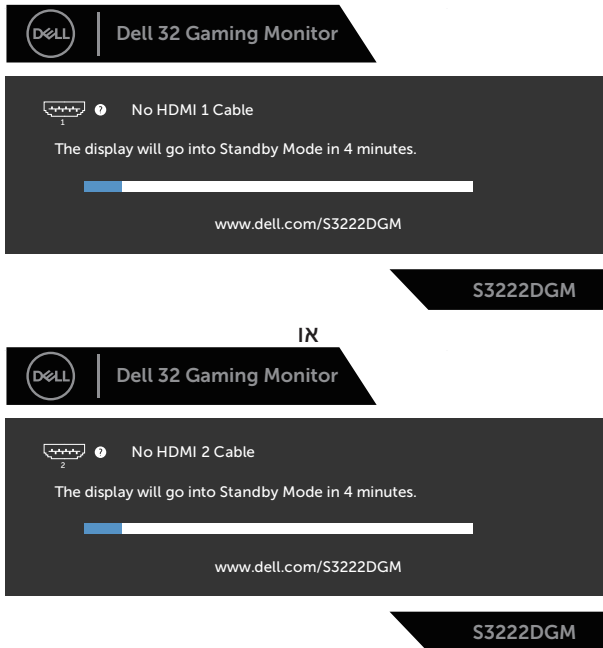 DELL
Dell 32 Gaming Monitor
? No HDMI 1 Cable
1
The display will go into Standby Mode in 4 minutes.
www.dell.com/S3222DGM
S3222DGM
או
DELL
Dell 32 Gaming Monitor
? No HDMI 2 Cable
2
The display will go into Standby Mode in 4 minutes.
www.dell.com/S3222DGM
S3222DGM